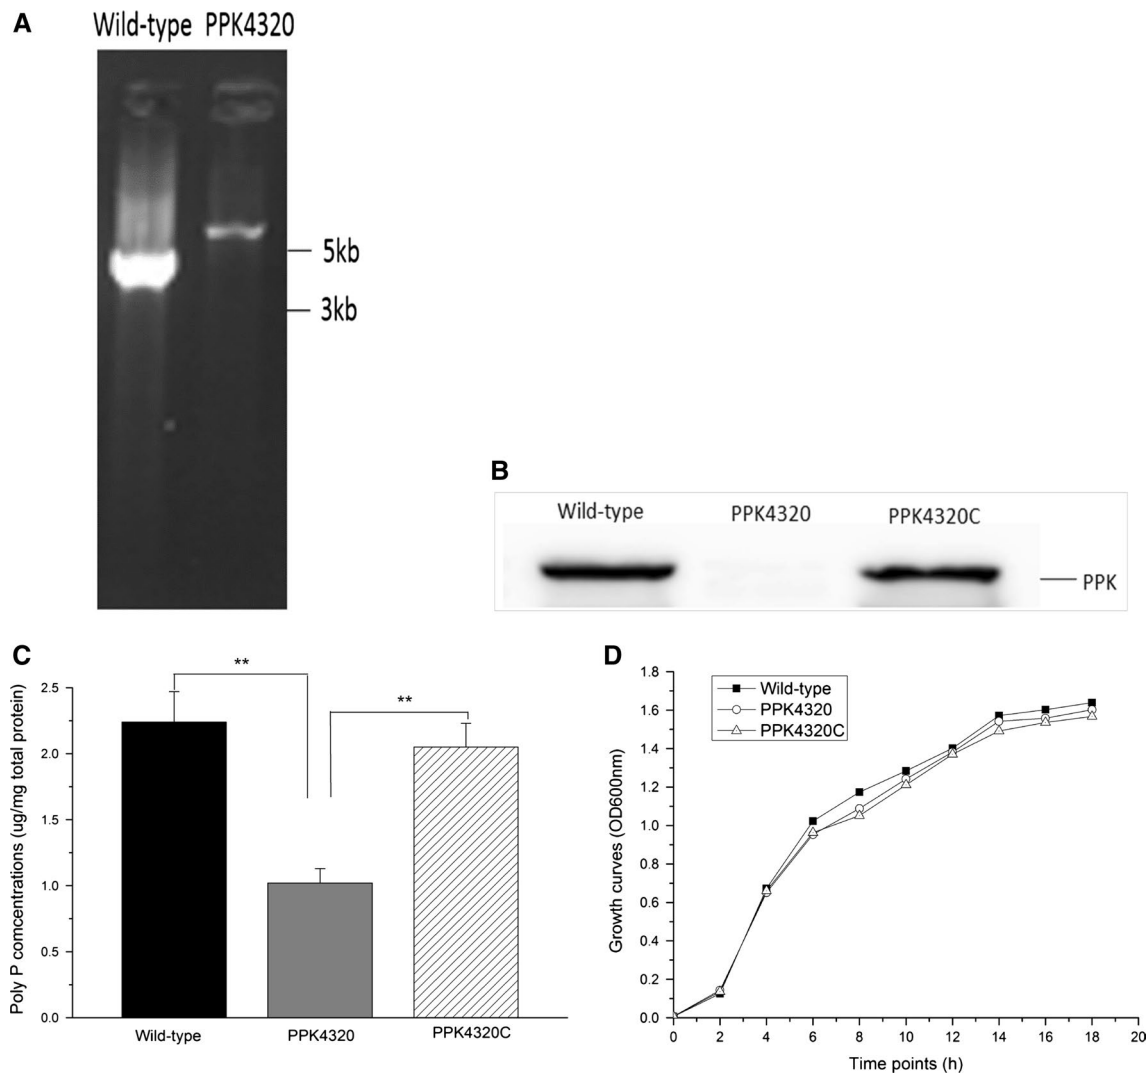 A
Wild-type PPK4320
5kb
3kb
B
Wild-type PPK4320 PPK4320C
PPK
C
**
**
Poly P comcentrations (ug/mg total protein)
2.5
2.0
1.5
1.0
0.5
0.0
Wild-type PPK4320 PPK4320C
D
Wild-type
PPK4320
PPK4320C
Growth curves (OD600nm)
1.8
1.6
1.4
1.2
1.0
0.8
0.6
0.4
0.2
0.0
0 2 4 6 8 10 12 14 16 18 20
Time points (h)